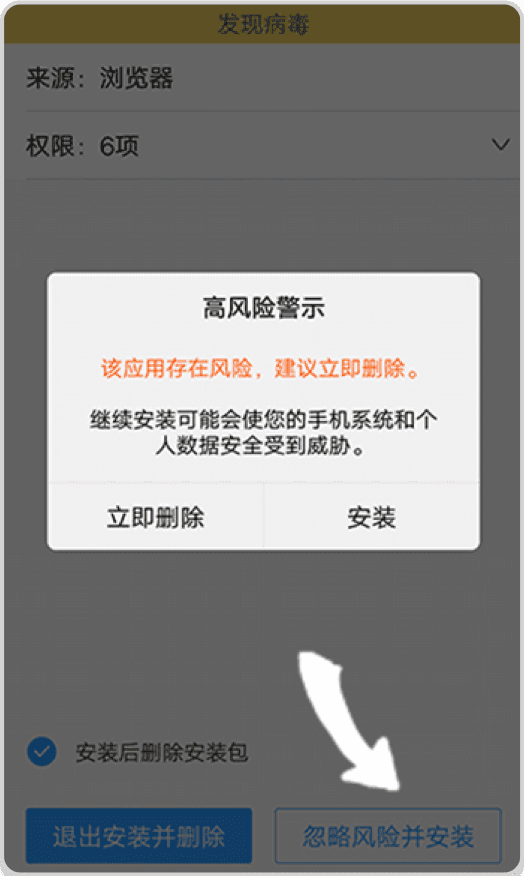 发现病毒
来源：浏览器
权限：6项
高风险警示
该应用存在风险，建议立即删除。
继续安装可能会使您的手机系统和个
人数据安全受到威胁。
立即删除
安装
安装后删除安装包
退出安装并删除
忽略风险并安装